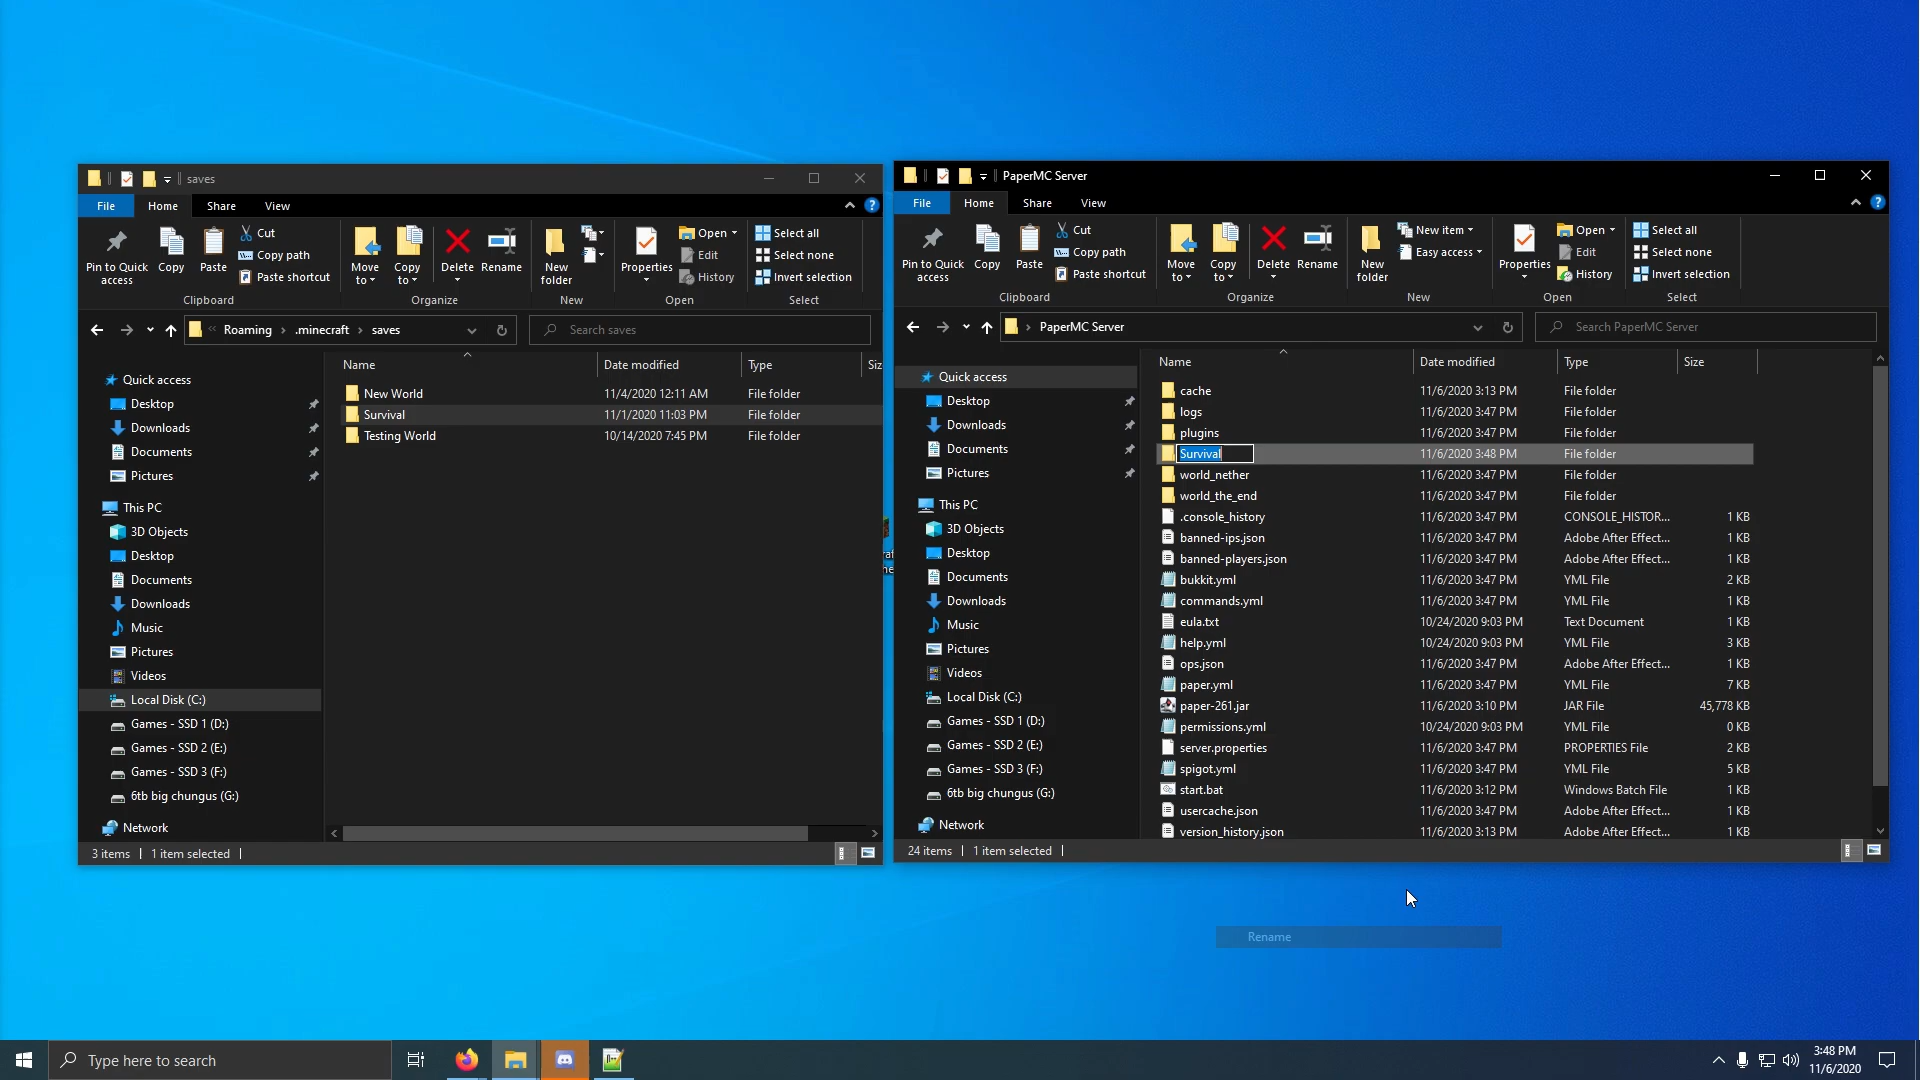 saves
File Home Share View
Pin to Quick access
Copy
Paste
Cut
Copy path
Paste shortcut
Clipboard
Move to
Copy to
Delete
Rename
Organize
New folder
New
Properties
Open
Edit
History
Open
Select all
Select none
Invert selection
Select
Roaming .minecraft saves
Search saves
Name Date modified Type Siz
New World 11/4/2020 12:11 AM File folder
Survival 11/1/2020 11:03 PM File folder
Testing World 10/14/2020 7:45 PM File folder
Quick access
Desktop
Downloads
Documents
Pictures
This PC
3D Objects
Desktop
Documents
Downloads
Music
Pictures
Videos
Local Disk (C:)
Games - SSD 1 (D:)
Games - SSD 2 (E:)
Games - SSD 3 (F:)
6tb big chungus (G:)
Network
3 items 1 item selected
PaperMC Server
File Home Share View
Pin to Quick access
Copy
Paste
Cut
Copy path
Paste shortcut
Clipboard
Move to
Copy to
Delete
Rename
Organize
New folder
New item
Easy access
New
Properties
Open
Edit
History
Open
Select all
Select none
Invert selection
Select
PaperMC Server
Search PaperMC Server
Quick access
Desktop
Downloads
Documents
Pictures
This PC
3D Objects
Desktop
Documents
Downloads
Music
Pictures
Videos
Local Disk (C:)
Games - SSD 1 (D:)
Games - SSD 2 (E:)
Games - SSD 3 (F:)
6tb big chungus (G:)
Network
Name Date modified Type Size
cache 11/6/2020 3:13 PM File folder
logs 11/6/2020 3:47 PM File folder
plugins 11/6/2020 3:47 PM File folder
Survival 11/6/2020 3:48 PM File folder
world_nether 11/6/2020 3:47 PM File folder
world_the_end 11/6/2020 3:47 PM File folder
.console_history 11/6/2020 3:47 PM CONSOLE_HISTOR... 1 KB
banned-ips.json 11/6/2020 3:47 PM Adobe After Effect... 1 KB
banned-players.json 11/6/2020 3:47 PM Adobe After Effect... 1 KB
bukkit.yml 11/6/2020 3:47 PM YML File 2 KB
commands.yml 11/6/2020 3:47 PM YML File 1 KB
eula.txt 10/24/2020 9:03 PM Text Document 1 KB
help.yml 10/24/2020 9:03 PM YML File 3 KB
ops.json 11/6/2020 3:47 PM Adobe After Effect... 1 KB
paper.yml 11/6/2020 3:47 PM YML File 7 KB
paper-261.jar 11/6/2020 3:10 PM JAR File 45,778 KB
permissions.yml 10/24/2020 9:03 PM YML File 0 KB
server.properties 11/6/2020 3:47 PM PROPERTIES File 2 KB
spigot.yml 11/6/2020 3:47 PM YML File 5 KB
start.bat 11/6/2020 3:12 PM Windows Batch File 1 KB
usercache.json 11/6/2020 3:47 PM Adobe After Effect... 1 KB
version_history.json 11/6/2020 3:13 PM Adobe After Effect... 1 KB
24 items 1 item selected
Rename
Type here to search
3:48 PM
11/6/2020